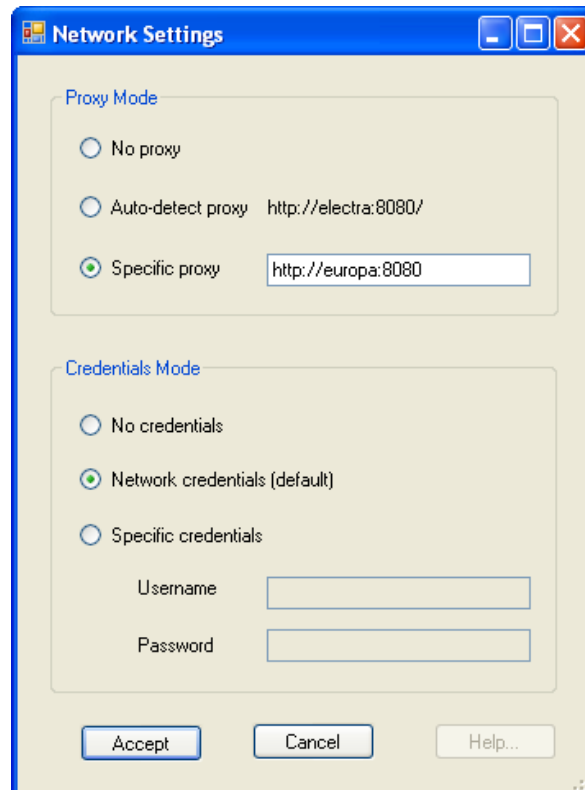 Network Settings
Proxy Mode
No proxy
Auto-detect proxy http://electra:8080/
Specific proxy http://europa:8080
Credentials Mode
No credentials
Network credentials (default)
Specific credentials
Username
Password
Accept Cancel Help...